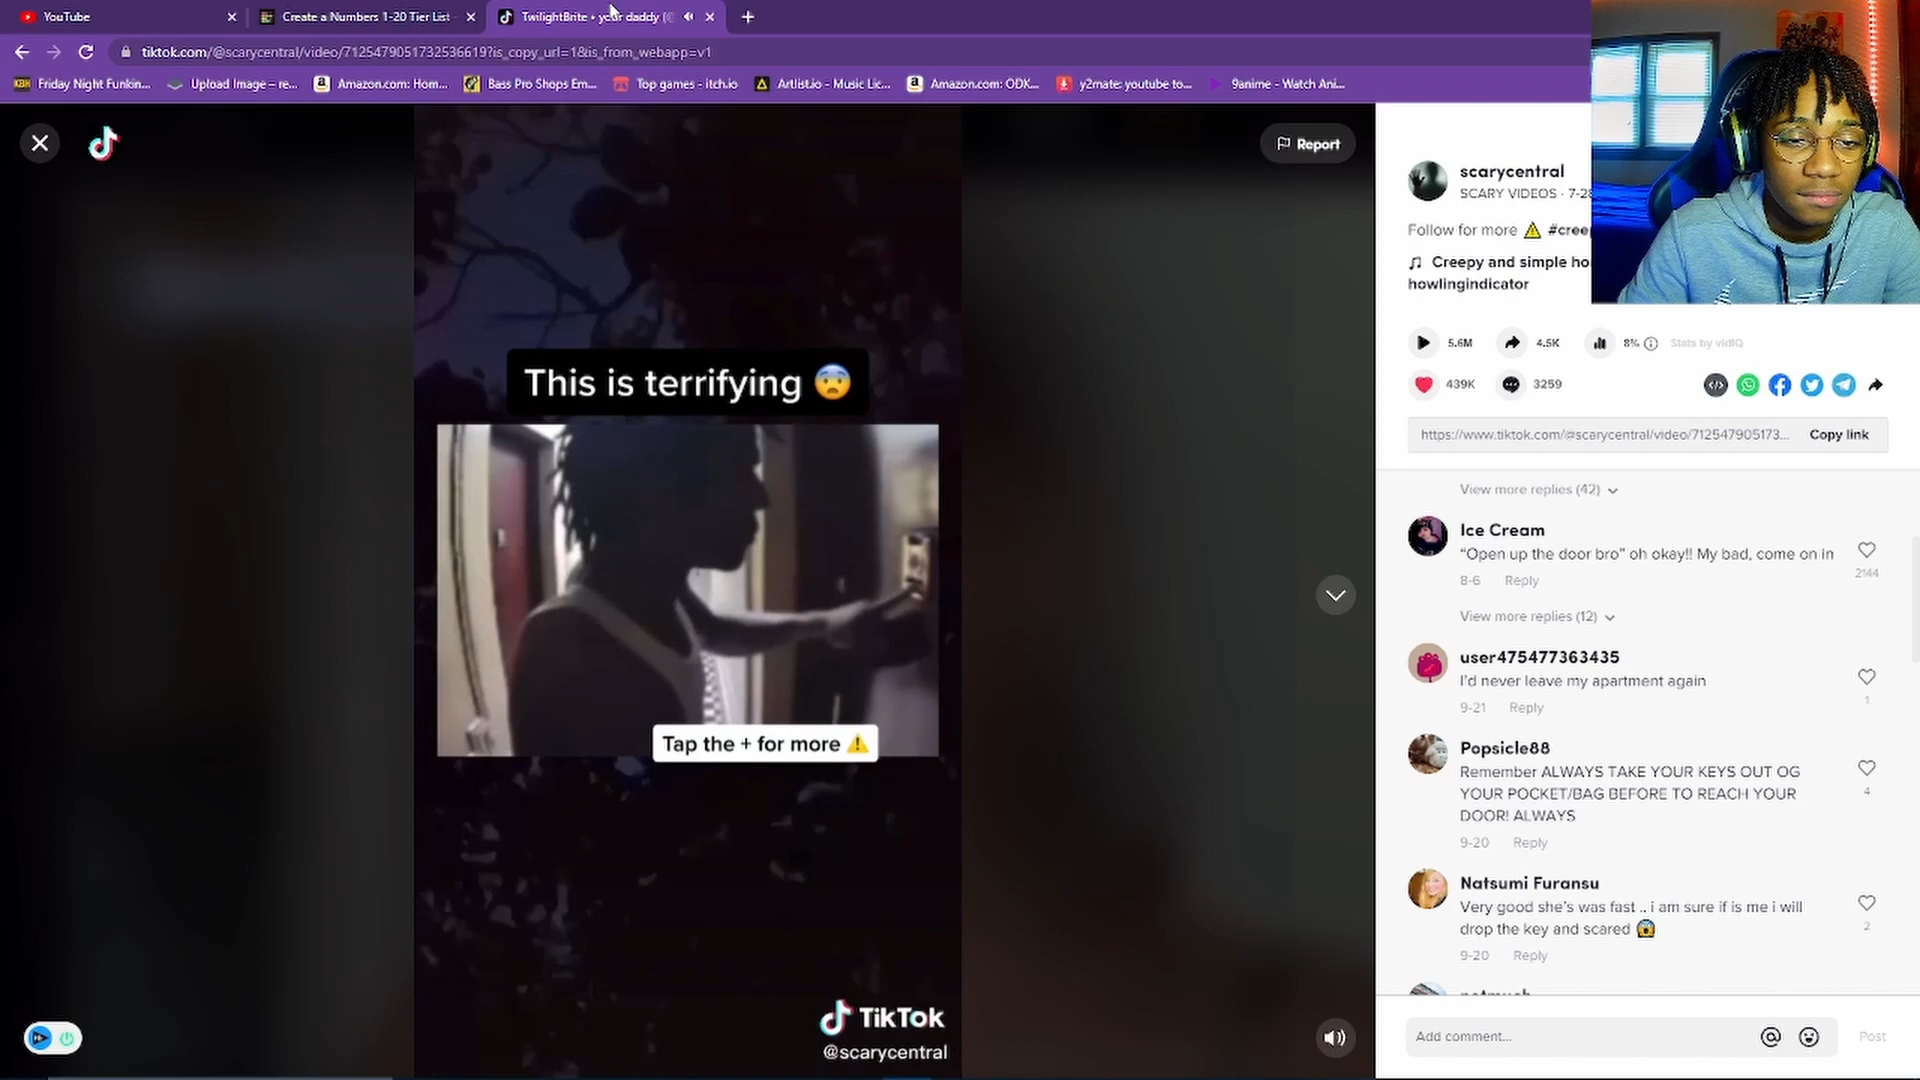 YouTube
Create a Numbers 1-20 Tier List
TwilightBrite • your daddy (
tiktok.com/@scarycentral/video/7125479051732536619?is_copy_url=1&is_from_webapp=v1
Friday Night Funkin...
Upload Image – re...
Amazon.com: Hom...
Bass Pro Shops Em...
Top games - itch.io
Artlist.io - Music Lic...
Amazon.com: ODK...
y2mate: youtube to...
9anime - Watch Ani...
Report
This is terrifying 😨
Tap the + for more ⚠️
TikTok
@scarycentral
scarycentral
SCARY VIDEOS · 7-28
Follow for more ⚠️ #cree
Creepy and simple ho
howlingindicator
5.6M
4.5K
8%
Stats by vidIQ
439K
3259
https://www.tiktok.com/@scarycentral/video/712547905173...
Copy link
View more replies (42)
Ice Cream
“Open up the door bro” oh okay!! My bad, come on in
2144
8-6 Reply
View more replies (12)
user475477363435
I'd never leave my apartment again
1
9-21 Reply
Popsicle88
Remember ALWAYS TAKE YOUR KEYS OUT OG
YOUR POCKET/BAG BEFORE TO REACH YOUR
DOOR! ALWAYS
4
9-20 Reply
Natsumi Furansu
Very good she's was fast .. i am sure if is me i will
drop the key and scared 😱
2
9-20 Reply
Add comment...
Post